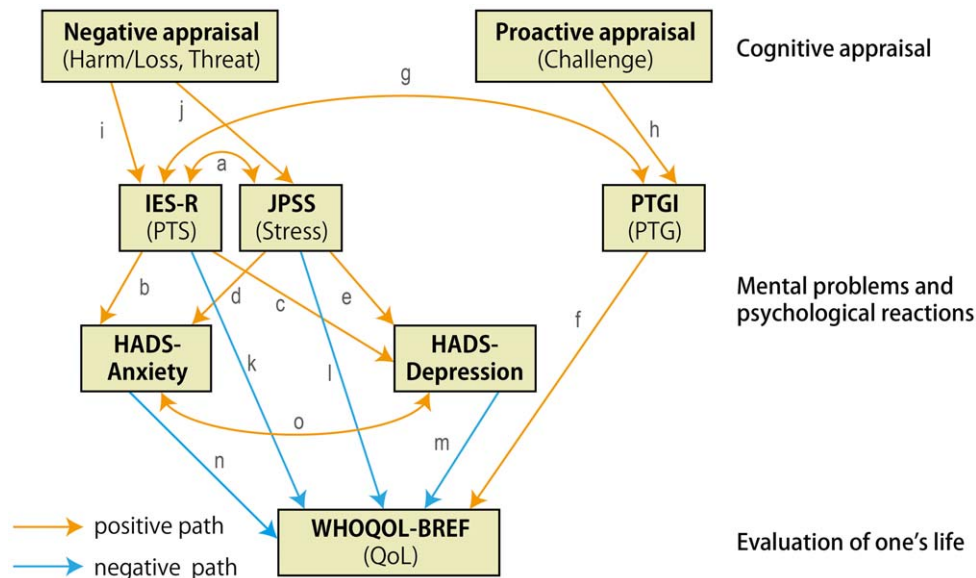 Negative appraisal
(Harm/Loss, Threat)
Proactive appraisal
(Challenge)
Cognitive appraisal
g
j
i
h
a
IES-R
(PTS)
JPSS
(Stress)
PTGI
(PTG)
b
d
c
e
f
Mental problems and
psychological reactions
HADS-
Anxiety
HADS-
Depression
k
l
o
m
n
WHOQOL-BREF
(QoL)
Evaluation of one's life
positive path
negative path